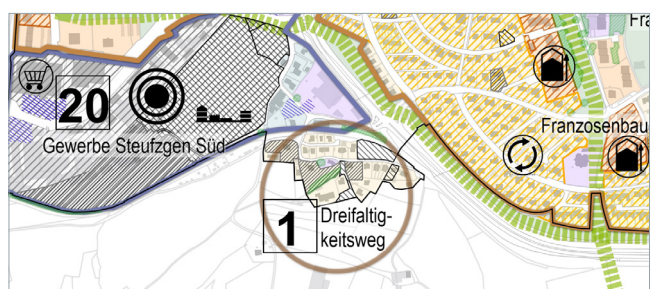 Fra
20
Gewerbe Steufzgen Süd
Franzosenbau
1
Dreifaltig-
keitsweg